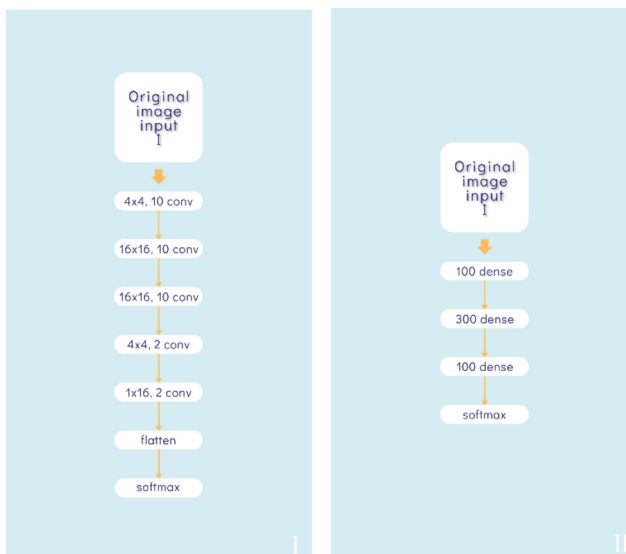 Original
image
input
I
4x4, 10 conv
16x16, 10 conv
16x16, 10 conv
4x4, 2 conv
1x16, 2 conv
flatten
softmax
I
Original
image
input
I
100 dense
300 dense
100 dense
softmax
II